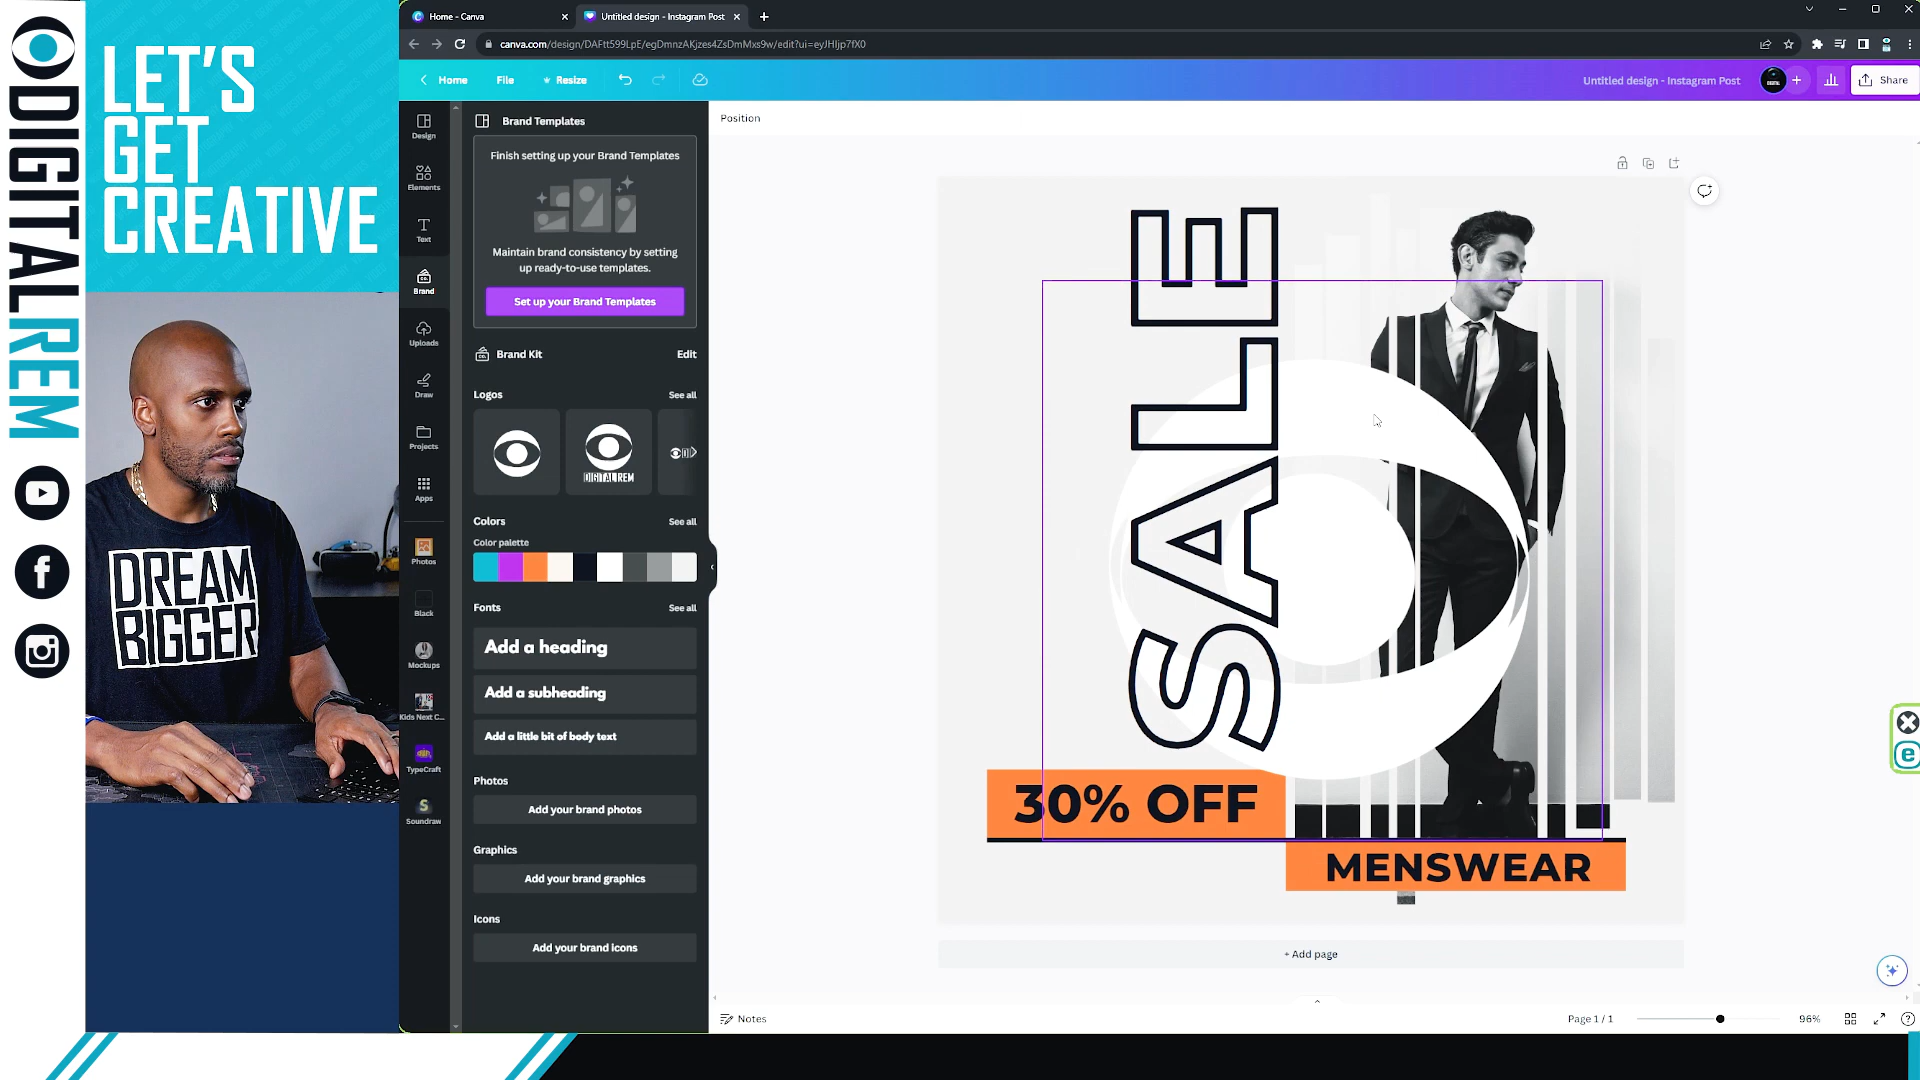 DIGITALREM
LET'S
GET
CREATIVE
DREAM
BIGGER
Home - Canva
Untitled design - Instagram Post
canva.com/design/DAFtt599LpE/egDmnzAKjzes4ZsDmMxs9w/edit?ui=eyJHIjp7fX0
Home
File
Resize
Untitled design - Instagram Post
Share
Design
Elements
Text
Brand
Uploads
Draw
Projects
Apps
Photos
Black
Mockups
Kids Next C...
TypeCraft
Soundraw
Brand Templates
Finish setting up your Brand Templates
Maintain brand consistency by setting
up ready-to-use templates.
Set up your Brand Templates
Brand Kit
Edit
Logos
See all
DIGITALREM
Colors
See all
Color palette
Fonts
See all
Add a heading
Add a subheading
Add a little bit of body text
Photos
Add your brand photos
Graphics
Add your brand graphics
Icons
Add your brand icons
Position
SALE
30% OFF
MENSWEAR
+ Add page
Notes
Page 1 / 1
96%